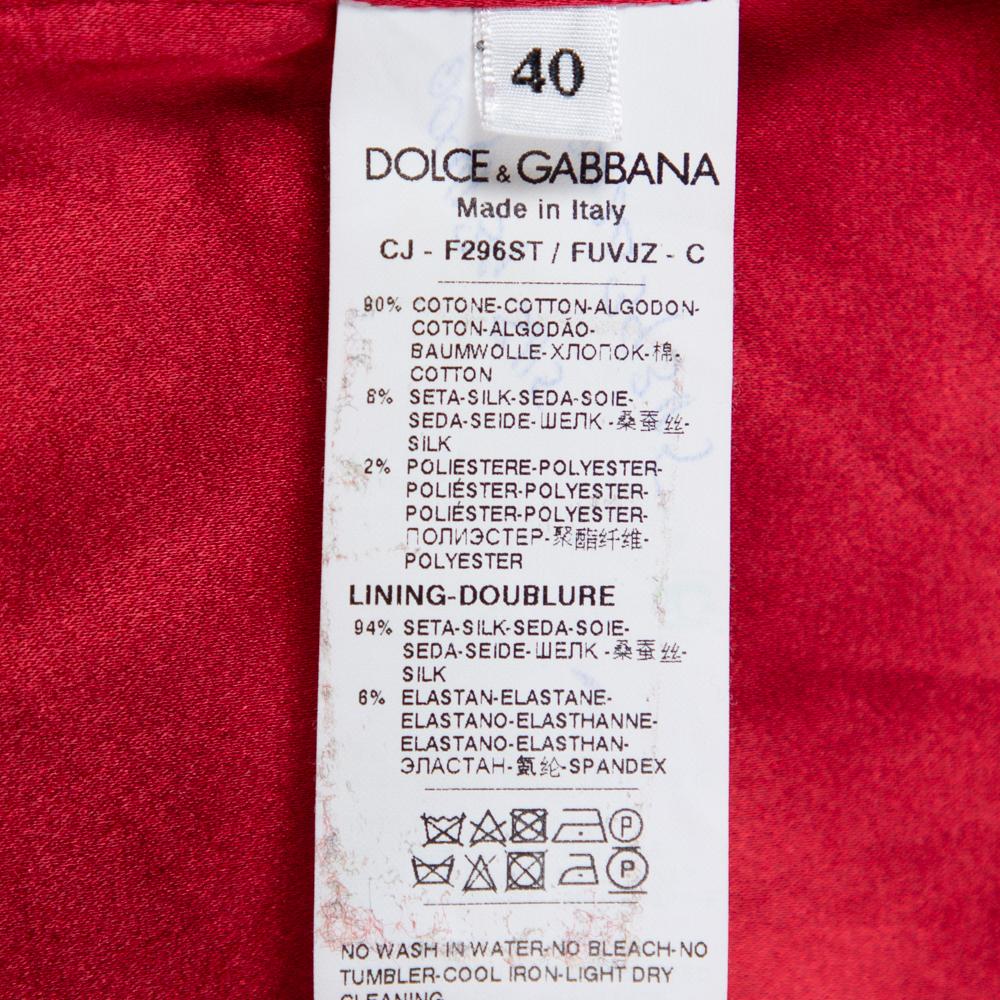 40
DOLCE & GABBANA
Made in Italy
CJ - F296ST / FUVJZ - C
90% COTONE-COTTON-ALGODON-
COTON-ALGODÃO-
BAUMWOLLE-ХЛОПОК-棉-
COTTON
8% SETA-SILK-SEDA-SOIE-
SEDA-SEIDE-ШЕЛК-桑蚕丝-
SILK
2% POLIESTERE-POLYESTER-
POLIÉSTER-POLYESTER-
POLIÉSTER-POLYESTER-
ПОЛИЭСТЕР-聚酯纤维-
POLYESTER
LINING-DOUBLURE
94% SETA-SILK-SEDA-SOIE-
SEDA-SEIDE-ШЕЛК-桑蚕丝-
SILK
6% ELASTAN-ELASTANE-
ELASTANO-ELASTHANNE-
ELASTANO-ELASTHAN-
ЭЛАСТАН-氨纶-SPANDEX
P
P
NO WASH IN WATER-NO BLEACH-NO
TUMBLER-COOL IRON-LIGHT DRY
CLEANING